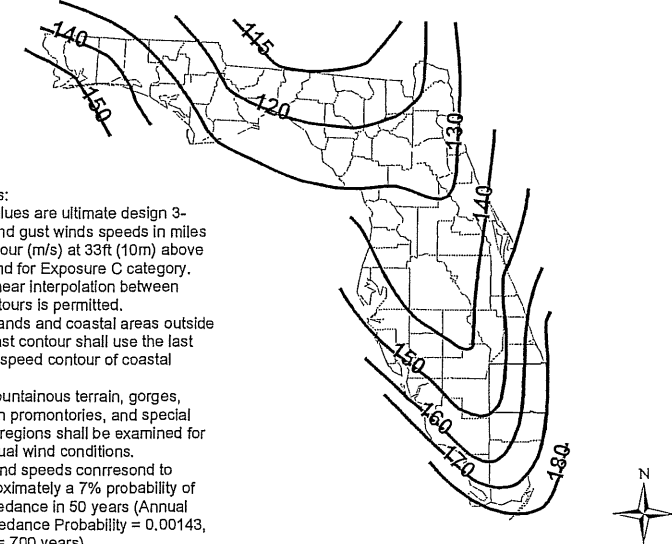 115
140
120
150
130
140
s:
lues are ultimate design 3-
nd gust winds speeds in miles
our (m/s) at 33ft (10m) above
nd for Exposure C category.
near interpolation between
tours is permitted.
ands and coastal areas outside
ast contour shall use the last
speed contour of coastal
ountainous terrain, gorges,
n promontories, and special
regions shall be examined for
ual wind conditions.
nd speeds conrresond to
oximately a 7% probability of
edance in 50 years (Annual
edance Probability = 0.00143,
= 700 years)
150
160
170
180
N